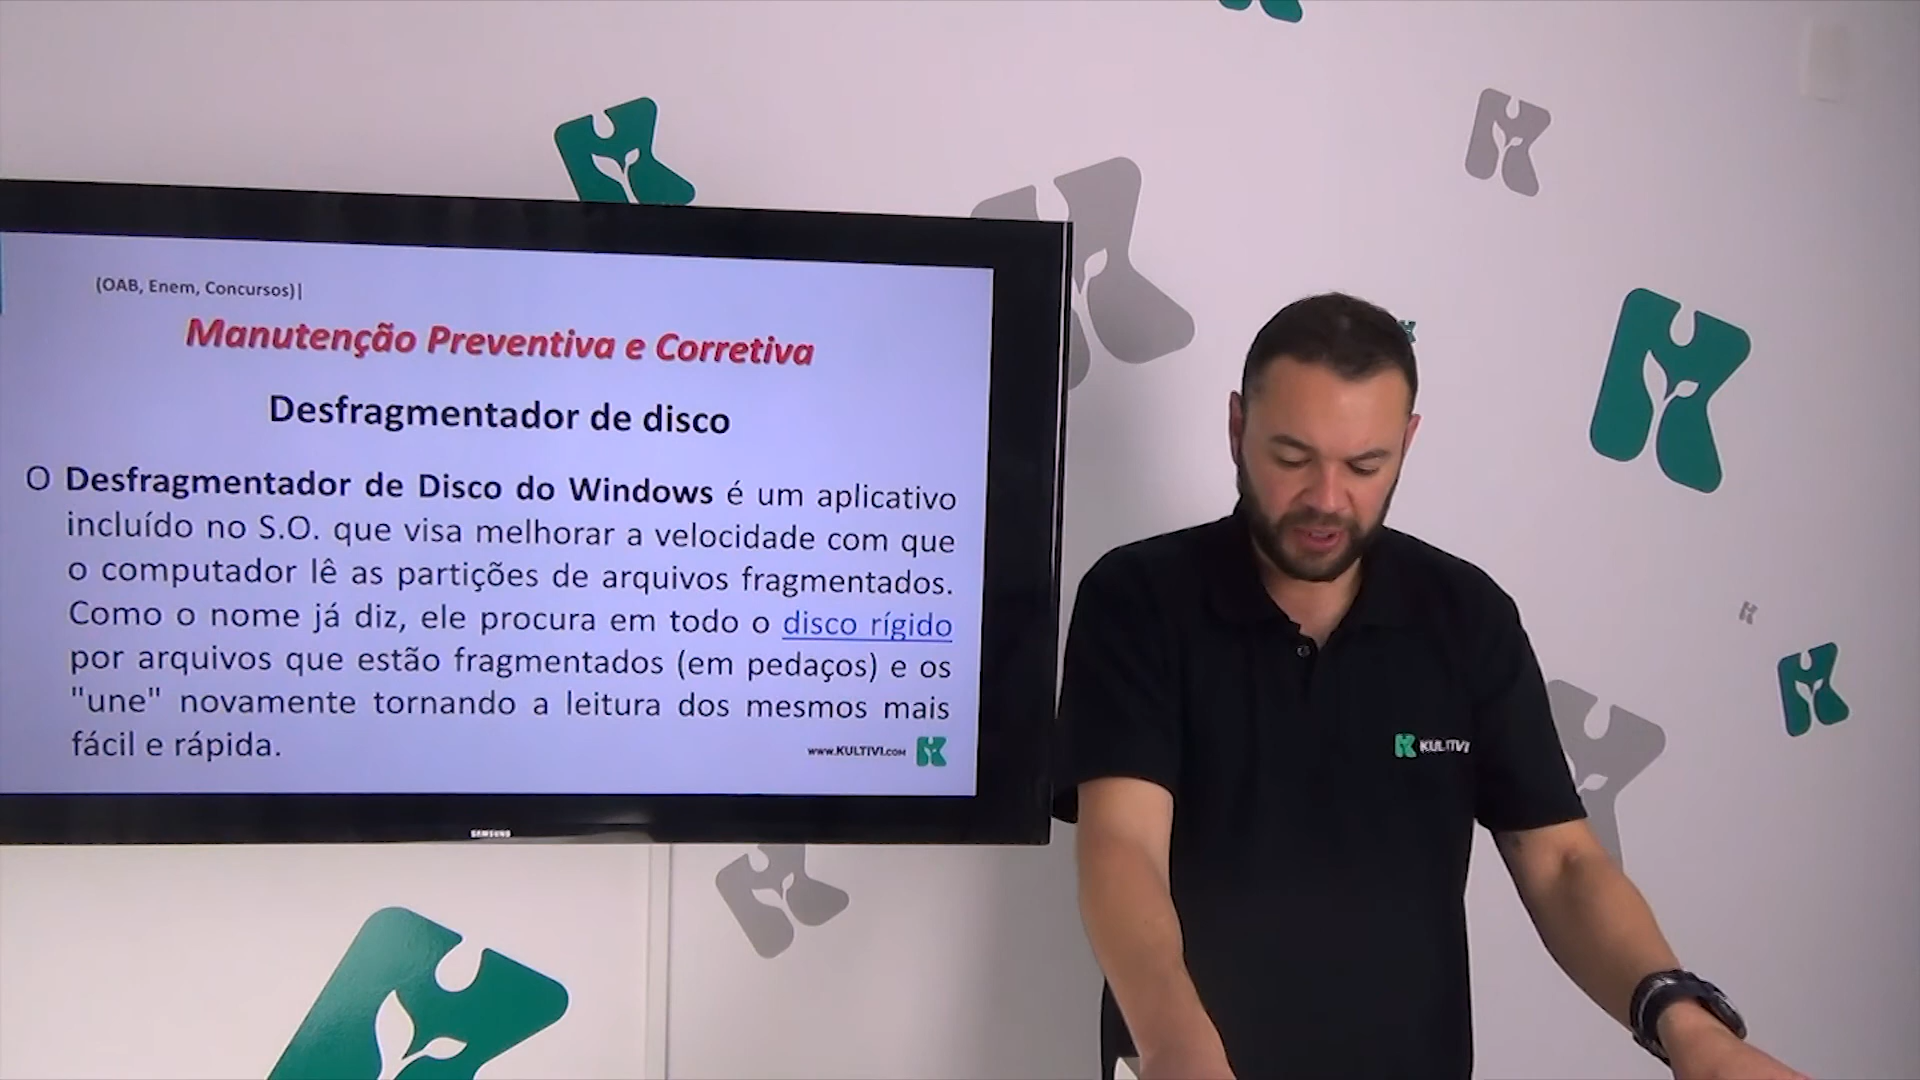 (OAB, Enem, Concursos)|
Manutenção Preventiva e Corretiva
Desfragmentador de disco
O Desfragmentador de Disco do Windows é um aplicativo
incluído no S.O. que visa melhorar a velocidade com que
o computador lê as partições de arquivos fragmentados.
Como o nome já diz, ele procura em todo o disco rígido
por arquivos que estão fragmentados (em pedaços) e os
"une" novamente tornando a leitura dos mesmos mais
fácil e rápida.
www.KULTIVI.COM
SAMSUNG
KULTIVI